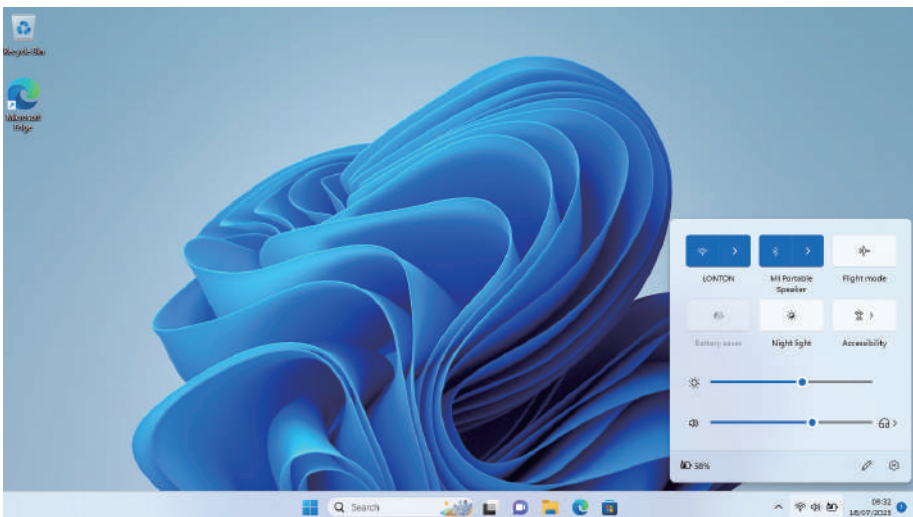 Recycle Bin
Microsoft
Edge
LONTON
Mi Portable
Speaker
Flight mode
Battery saver
Night light
Accessibility
58%
Search
08:32
18/07/2023